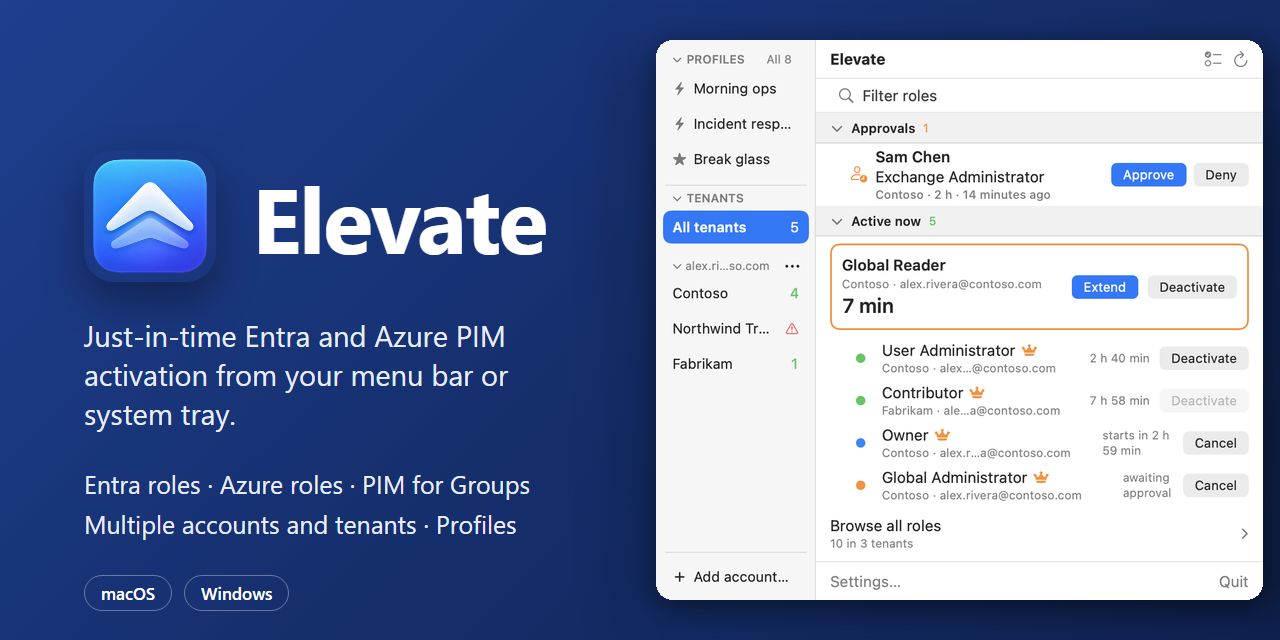 Elevate
Just-in-time Entra and Azure PIM
activation from your menu bar or
system tray.
Entra roles · Azure roles · PIM for Groups
Multiple accounts and tenants · Profiles
macOS
Windows
PROFILES All 8
Morning ops
Incident resp...
Break glass
TENANTS
All tenants 5
alex.ri...so.com
Contoso 4
Northwind Tr...
Fabrikam 1
+ Add account...
Elevate
Filter roles
Approvals 1
Sam Chen
Exchange Administrator
Contoso · 2 h · 14 minutes ago
Approve
Deny
Active now 5
Global Reader
Contoso · alex.rivera@contoso.com
7 min
Extend
Deactivate
User Administrator
Contoso · alex...@contoso.com
2 h 40 min
Deactivate
Contributor
Fabrikam · ale...a@contoso.com
7 h 58 min
Deactivate
Owner
Contoso · alex.r...a@contoso.com
starts in 2 h
59 min
Cancel
Global Administrator
Contoso · alex.rivera@contoso.com
awaiting
approval
Cancel
Browse all roles
10 in 3 tenants
Settings...
Quit